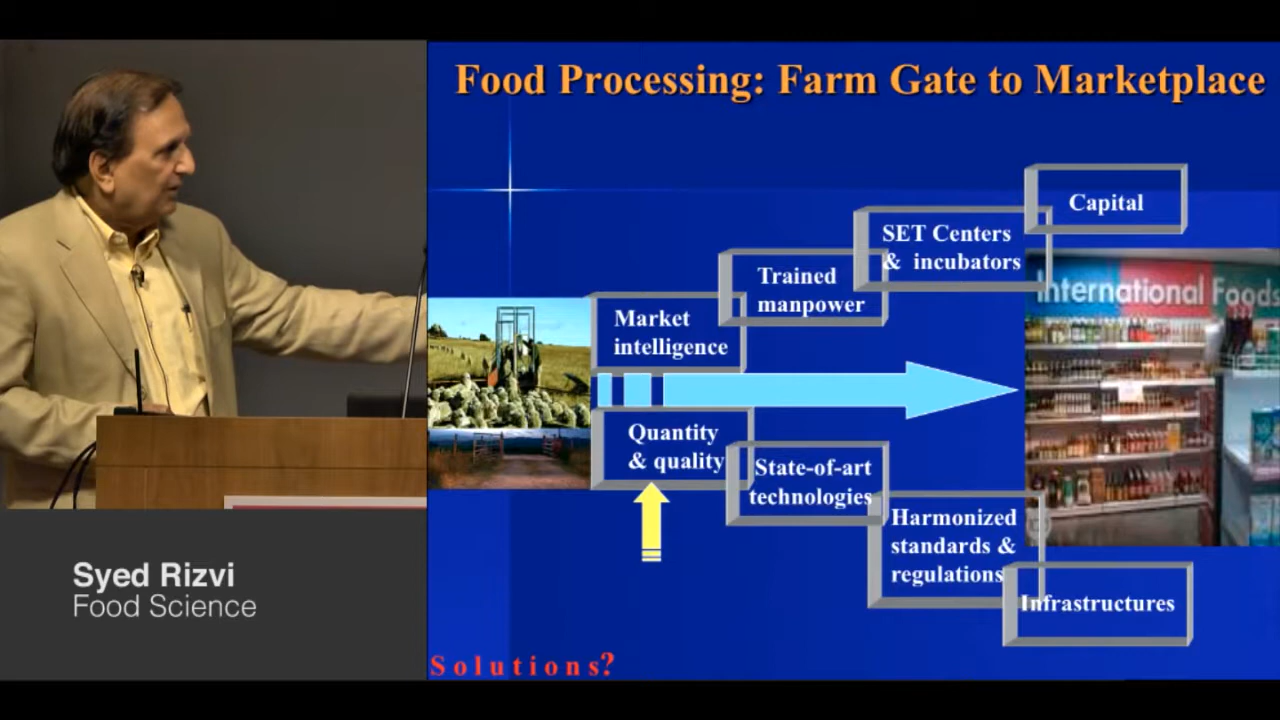 Food Processing: Farm Gate to Marketplace
Capital
SET Centers
& incubators
Trained
manpower
Market
intelligence
International Foods
Quantity
& quality
State-of-art
technologies
Harmonized
standards &
regulations
Infrastructures
Solutions?
Syed Rizvi
Food Science